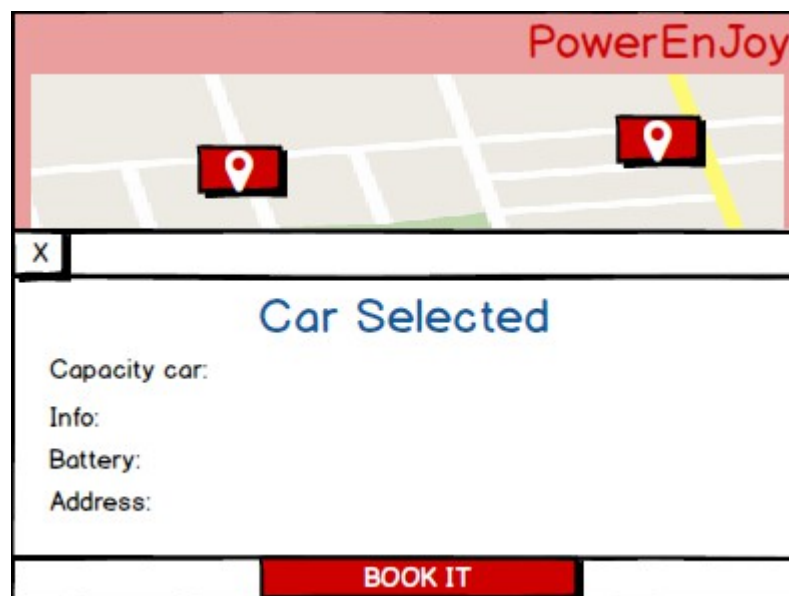 PowerEnJoy
X
Car Selected
Capacity car:
Info:
Battery:
Address:
BOOK IT